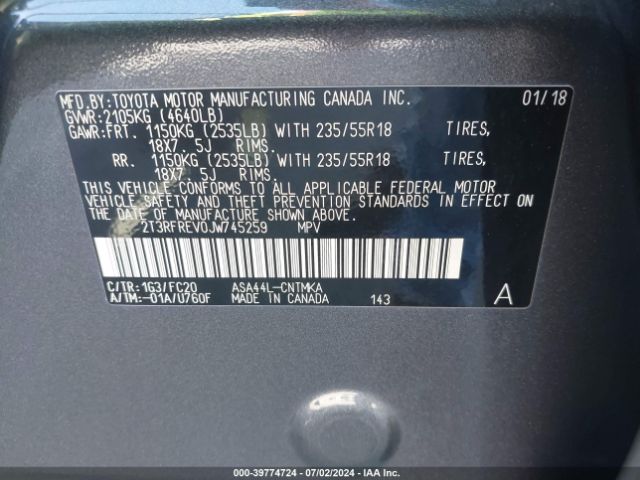 MFD.BY:TOYOTA MOTOR MANUFACTURING CANADA INC. 01/18
GVWR:2105KG (4640LB)
GAWR:FRT. 1150KG (2535LB) WITH 235/55R18 TIRES,
18X7. 5J RIMS.
RR. 1150KG (2535LB) WITH 235/55R18 TIRES,
18X7. 5J RIMS.
THIS VEHICLE CONFORMS TO ALL APPLICABLE FEDERAL MOTOR
VEHICLE SAFETY AND THEFT PREVENTION STANDARDS IN EFFECT ON
THE DATE OF MANUFACTURE SHOWN ABOVE.
2T3RFREV0JW745259 MPV
C/TR:1G3/FC20 ASA44L-CNTMKA
A/TM:-01A/U760F MADE IN CANADA 143 A
000-39774724 | 07/02/2024 | IAA Inc.